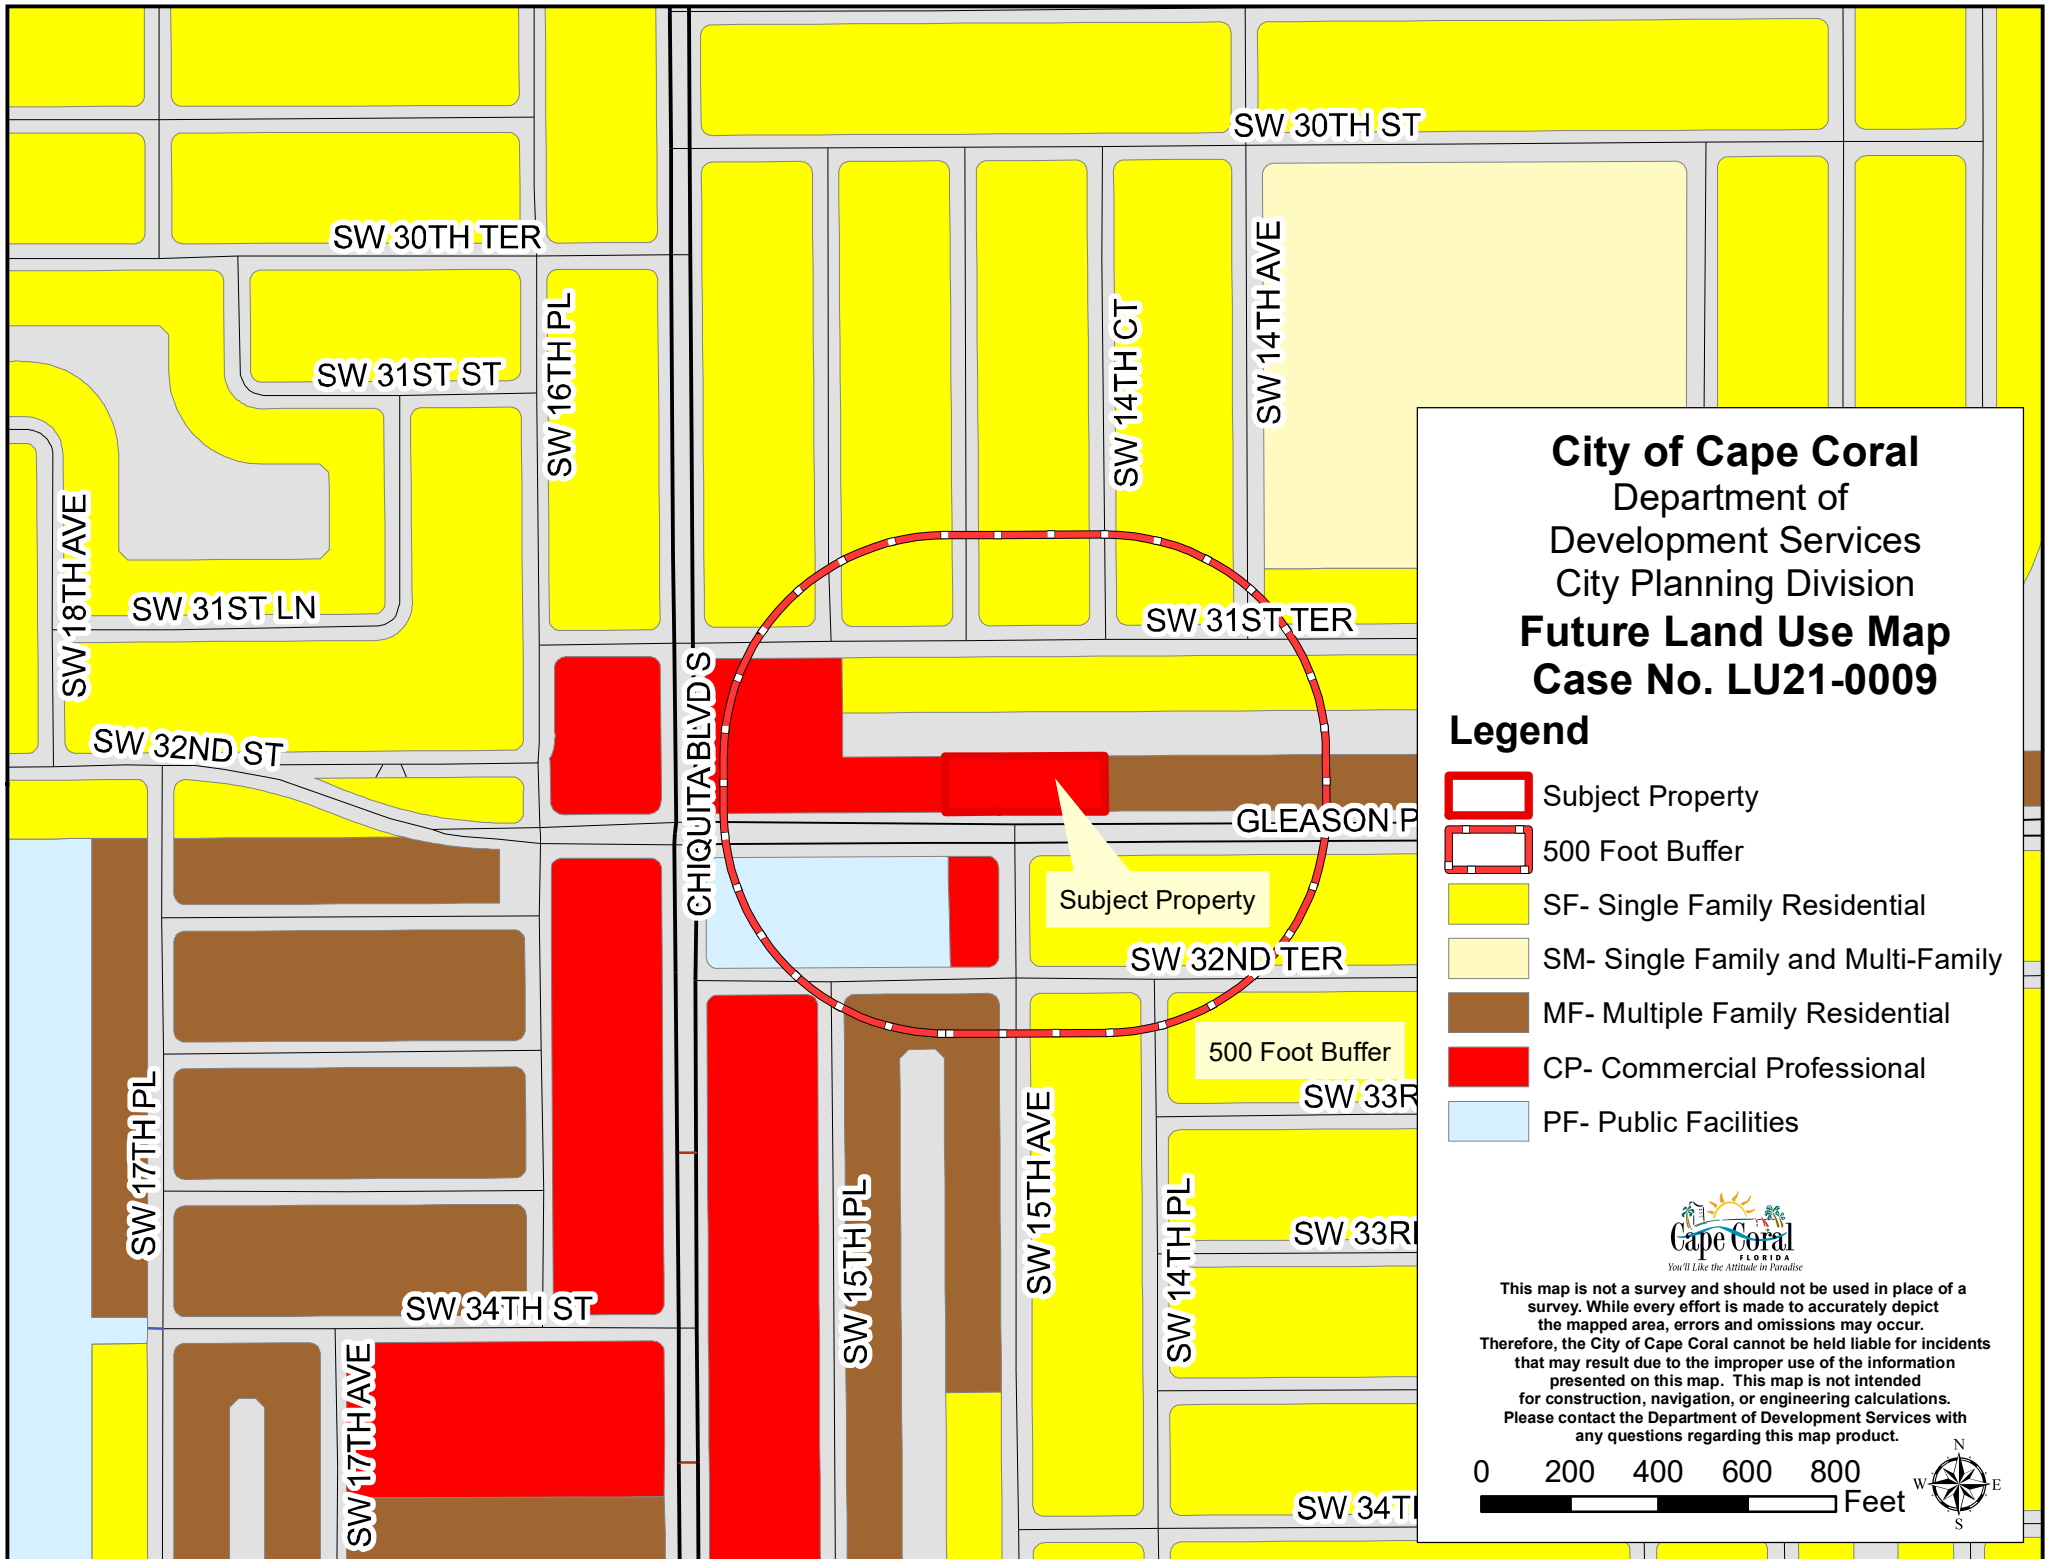 SW 30TH ST
SW 30TH TER
SW 14TH AVE
SW 16TH PL
SW 14TH CT
SW 31ST ST
SW 18TH AVE
SW 31ST LN
SW 31ST TER
CHIQUITA BLVD S
SW 32ND ST
GLEASON P
Subject Property
SW 32ND TER
500 Foot Buffer
SW 33R
SW 17TH PL
SW 15TH PL
SW 15TH AVE
SW 14TH PL
SW 33RD
SW 34TH ST
SW 17TH AVE
SW 34TH
City of Cape Coral
Department of
Development Services
City Planning Division
Future Land Use Map
Case No. LU21-0009
Legend
Subject Property
500 Foot Buffer
SF- Single Family Residential
SM- Single Family and Multi-Family
MF- Multiple Family Residential
CP- Commercial Professional
PF- Public Facilities
Cape Coral
FLORIDA
You'll Like the Attitude in Paradise
This map is not a survey and should not be used in place of a
survey. While every effort is made to accurately depict
the mapped area, errors and omissions may occur.
Therefore, the City of Cape Coral cannot be held liable for incidents
that may result due to the improper use of the information
presented on this map. This map is not intended
for construction, navigation, or engineering calculations.
Please contact the Department of Development Services with
any questions regarding this map product.
0 200 400 600 800
Feet
N
W E
S